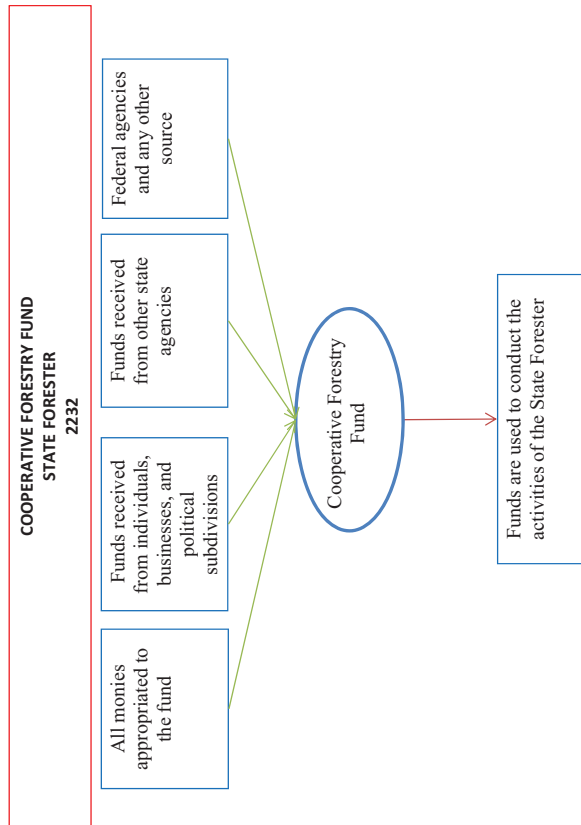 COOPERATIVE FORESTRY FUND
STATE FORESTER
2232
All monies
appropriated to
the fund
Funds received
from individuals,
businesses, and
political
subdivisions
Funds received
from other state
agencies
Federal agencies
and any other
source
Cooperative Forestry
Fund
Funds are used to conduct the
activities of the State Forester